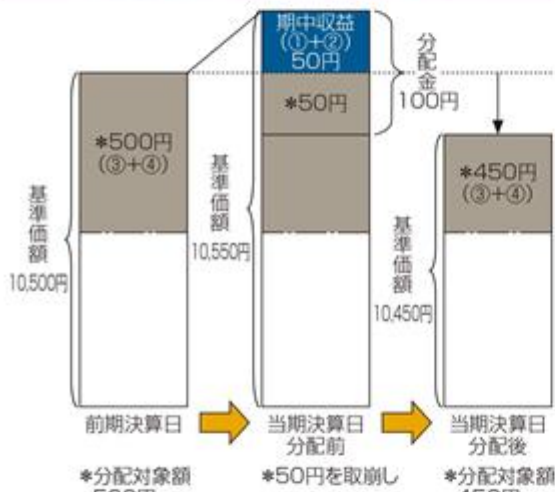 期中収益
(①+②)
50円
分配金
100円
*50円
*500円
(③+④)
*450円
(③+④)
基準価額
10,500円
基準価額
10,550円
基準価額
10,450円
前期決算日
当期決算日
分配前
当期決算日
分配後
*分配対象額
*50円を取崩し
*分配対象額